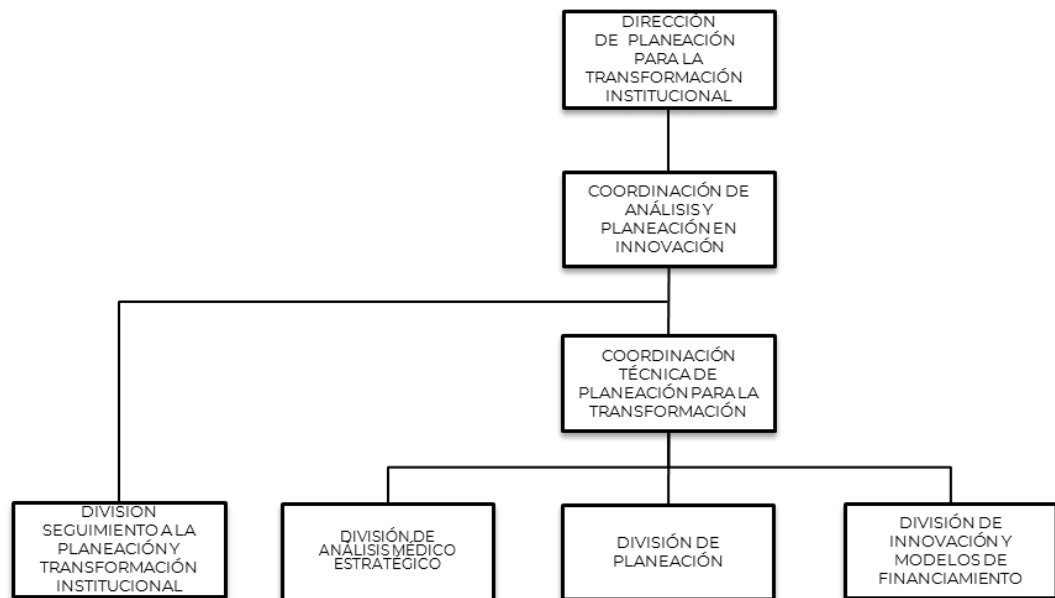 DIRECCIÓN
DE PLANEACIÓN
PARA LA
TRANSFORMACIÓN
INSTITUCIONAL
COORDINACIÓN DE
ANÁLISIS Y
PLANEACIÓN EN
INNOVACIÓN
COORDINACIÓN
TÉCNICA DE
PLANEACIÓN PARA LA
TRANSFORMACIÓN
DIVISIÓN
SEGUIMIENTO A LA
PLANEACIÓN Y
TRANSFORMACIÓN
INSTITUCIONAL
DIVISIÓN DE
ANÁLISIS MÉDICO
ESTRATÉGICO
DIVISIÓN DE
PLANEACIÓN
DIVISIÓN DE
INNOVACIÓN Y
MODELOS DE
FINANCIAMIENTO